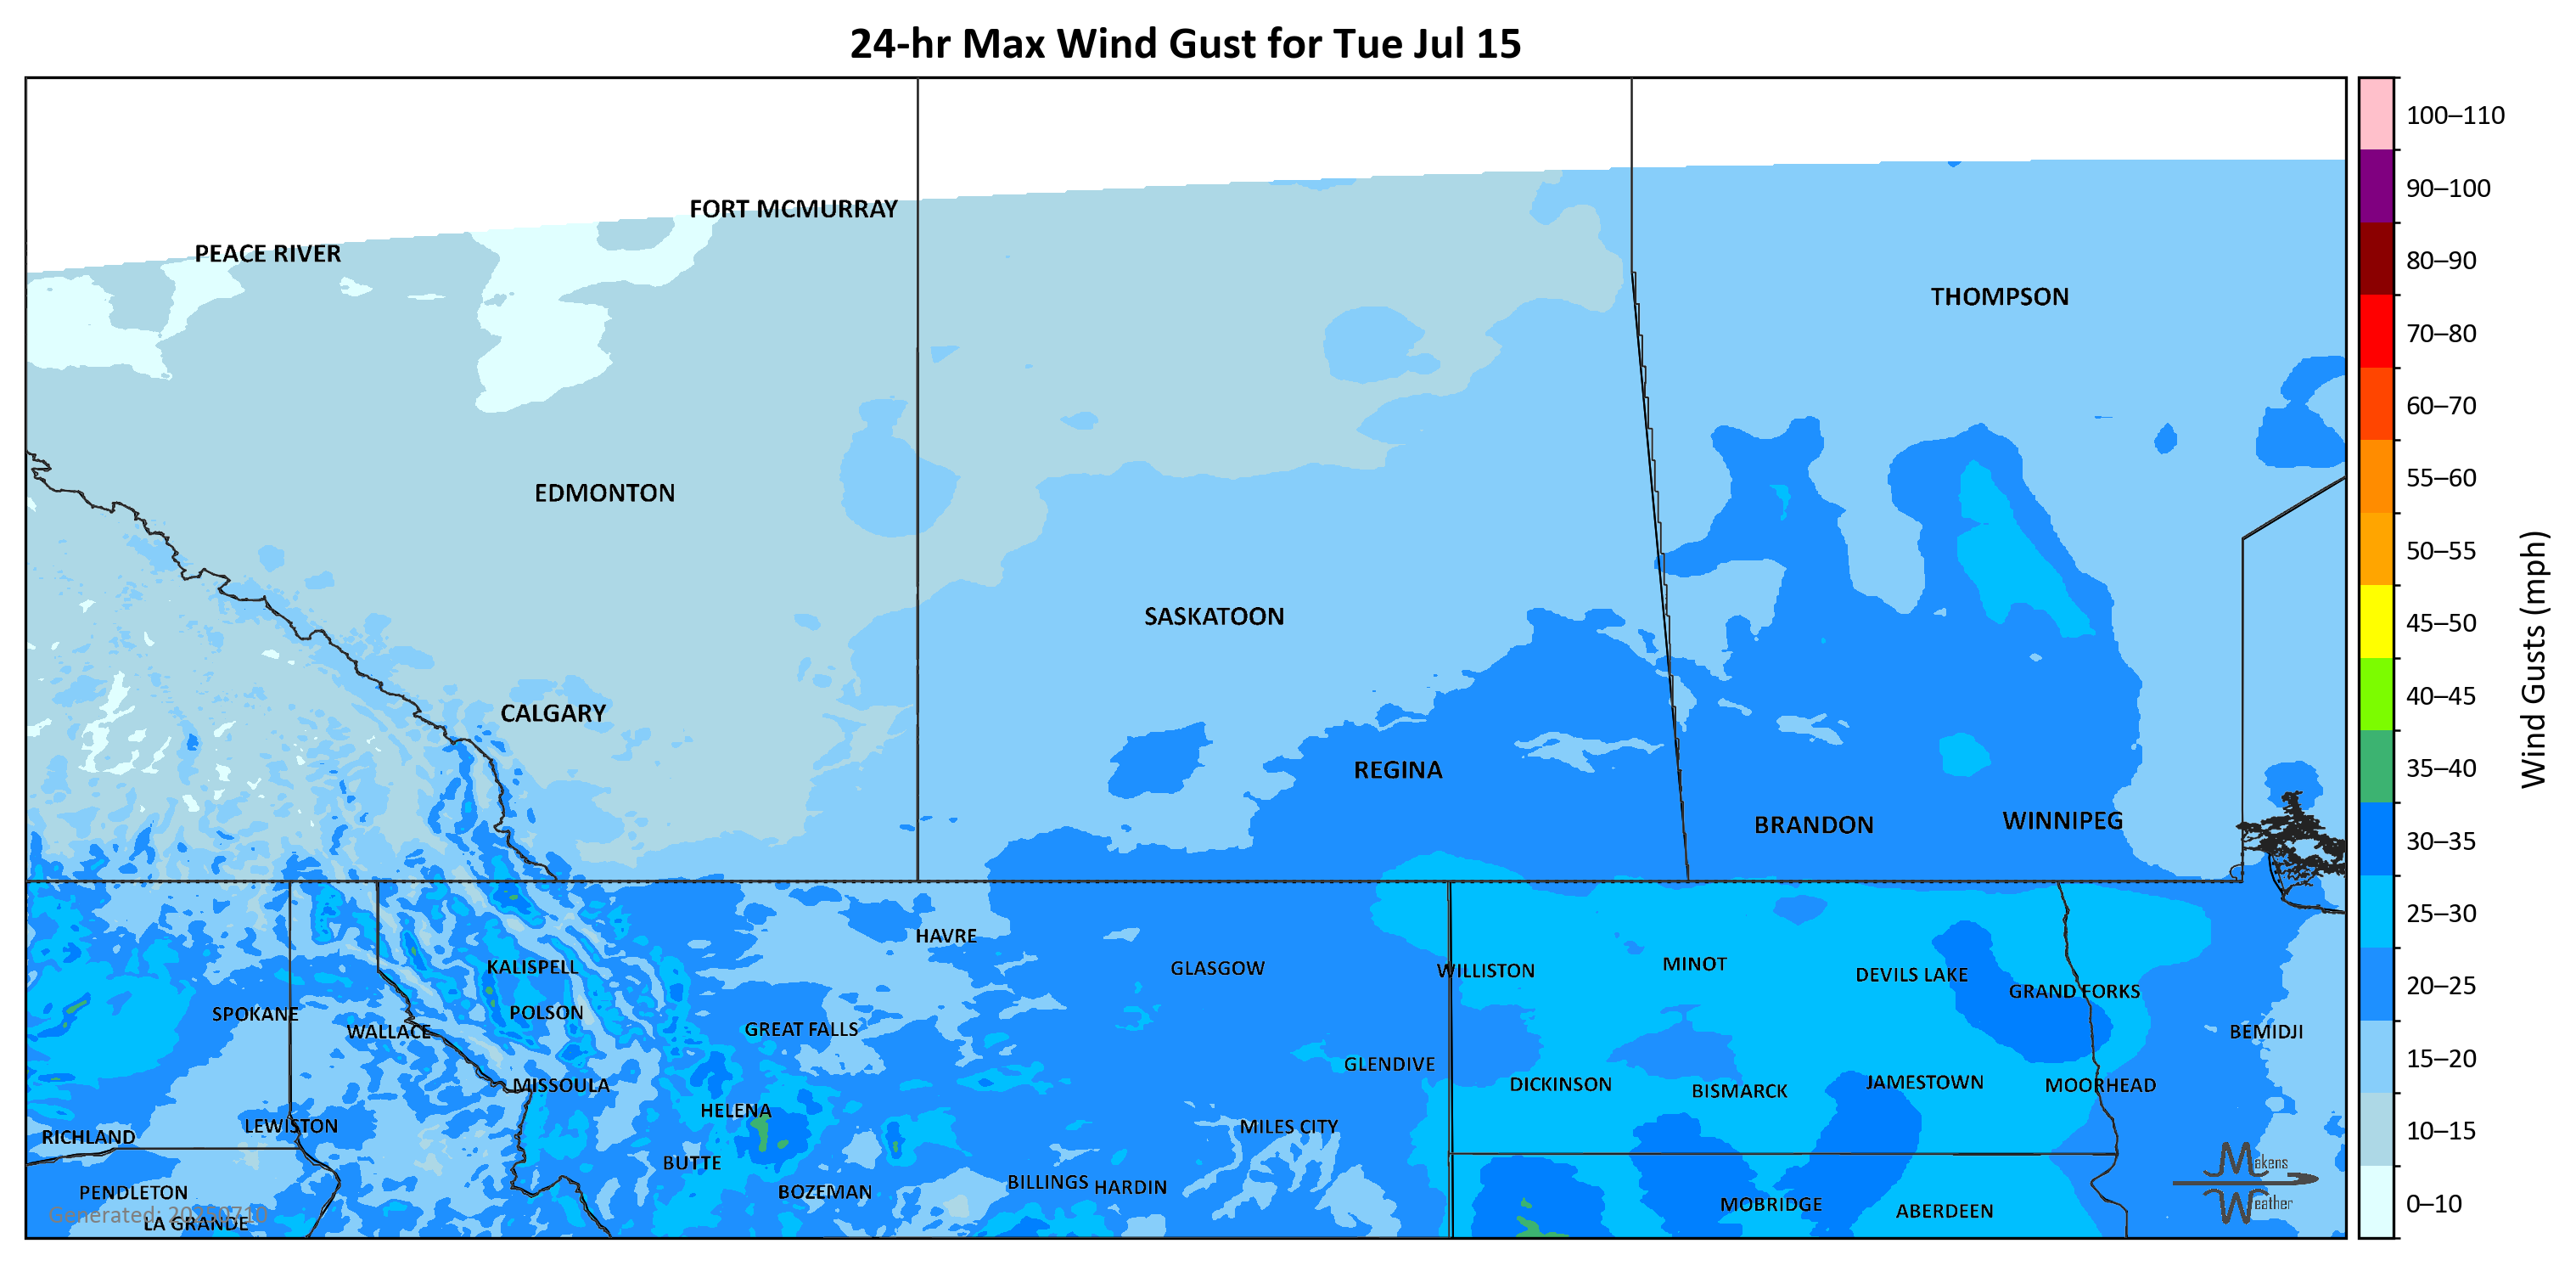 24-hr Max Wind Gust for Tue Jul 15
FORT MCMURRAY
PEACE RIVER
THOMPSON
EDMONTON
SASKATOON
CALGARY
REGINA
BRANDON
WINNIPEG
HAVRE
KALISPELL
GLASGOW
WILLISTON
MINOT
DEVILS LAKE
GRAND FORKS
SPOKANE
POLSON
WALLACE
GREAT FALLS
BEMIDJI
GLENDIVE
MISSOULA
DICKINSON
BISMARCK
JAMESTOWN
MOORHEAD
HELENA
LEWISTON
MILES CITY
RICHLAND
BUTTE
BOZEMAN
BILLINGS
HARDIN
PENDLETON
MOBRIDGE
ABERDEEN
LA GRANDE
Generated: 20250710
Makens
Weather
100–110
90–100
80–90
70–80
60–70
55–60
50–55
45–50
40–45
35–40
30–35
25–30
20–25
15–20
10–15
0–10
Wind Gusts (mph)